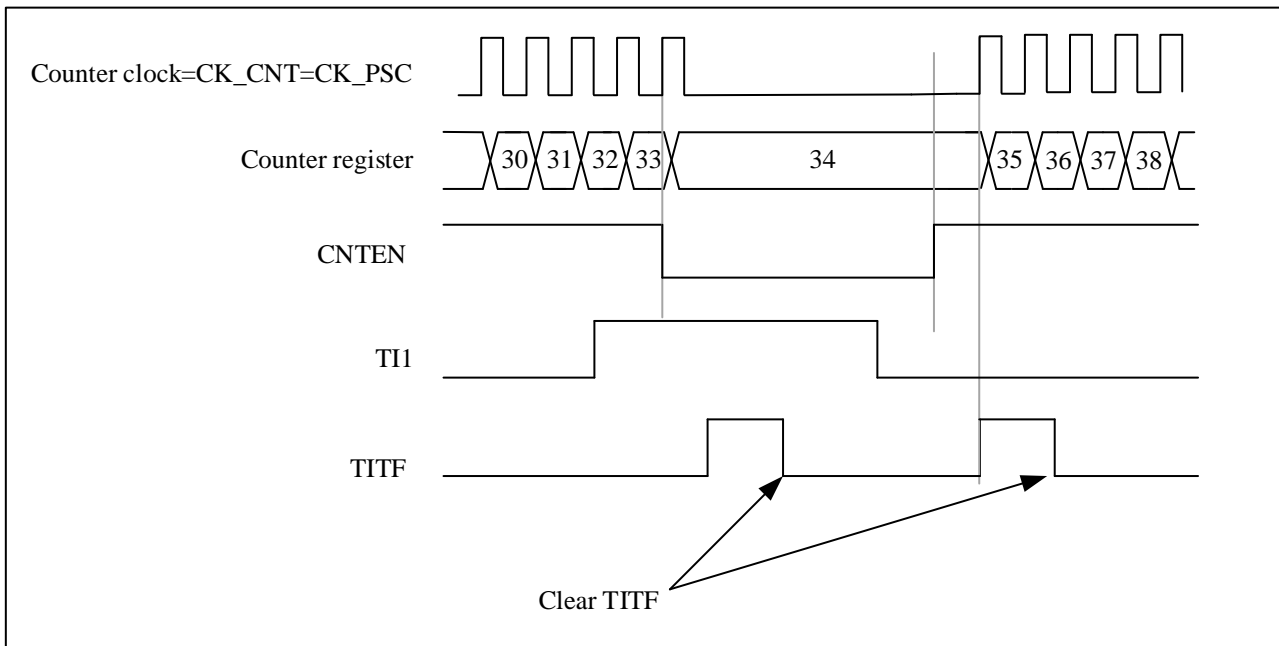 Counter clock=CK_CNT=CK_PSC
Counter register
30 31 32 33 34 35 36 37 38
CNTEN
TI1
TITF
Clear TITF